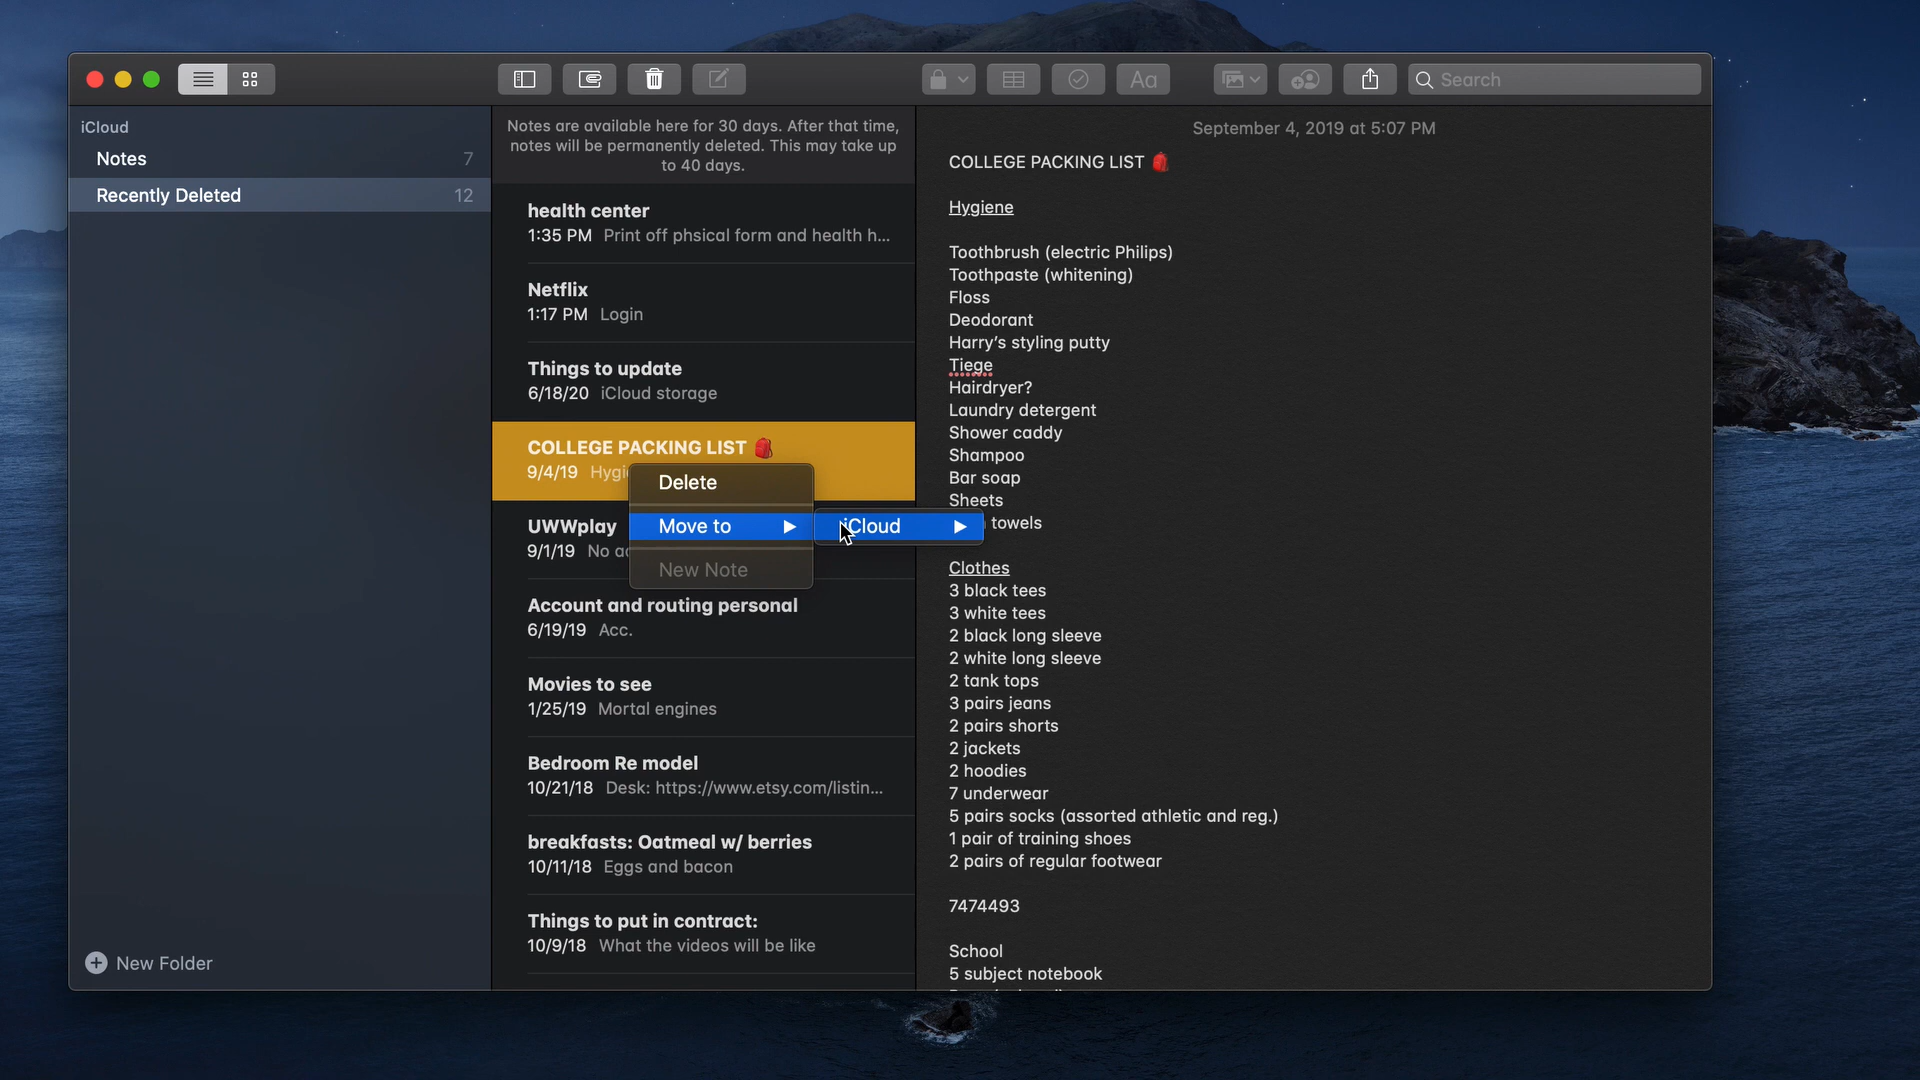 Search
iCloud
Notes 7
Recently Deleted 12
New Folder
Notes are available here for 30 days. After that time,
notes will be permanently deleted. This may take up
to 40 days.
health center
1:35 PM Print off phsical form and health h...
Netflix
1:17 PM Login
Things to update
6/18/20 iCloud storage
COLLEGE PACKING LIST 🎒
9/4/19
Delete
Move to
iCloud
New Note
UWWplay
9/1/19 No
Account and routing personal
6/19/19 Acc.
Movies to see
1/25/19 Mortal engines
Bedroom Re model
10/21/18 Desk: https://www.etsy.com/listin...
breakfasts: Oatmeal w/ berries
10/11/18 Eggs and bacon
Things to put in contract:
10/9/18 What the videos will be like
Aa
September 4, 2019 at 5:07 PM
COLLEGE PACKING LIST 🎒
Hygiene
Toothbrush (electric Philips)
Toothpaste (whitening)
Floss
Deodorant
Harry’s styling putty
Tiege
Hairdryer?
Laundry detergent
Shower caddy
Shampoo
Bar soap
Sheets
towels
Clothes
3 black tees
3 white tees
2 black long sleeve
2 white long sleeve
2 tank tops
3 pairs jeans
2 pairs shorts
2 jackets
2 hoodies
7 underwear
5 pairs socks (assorted athletic and reg.)
1 pair of training shoes
2 pairs of regular footwear
7474493
School
5 subject notebook